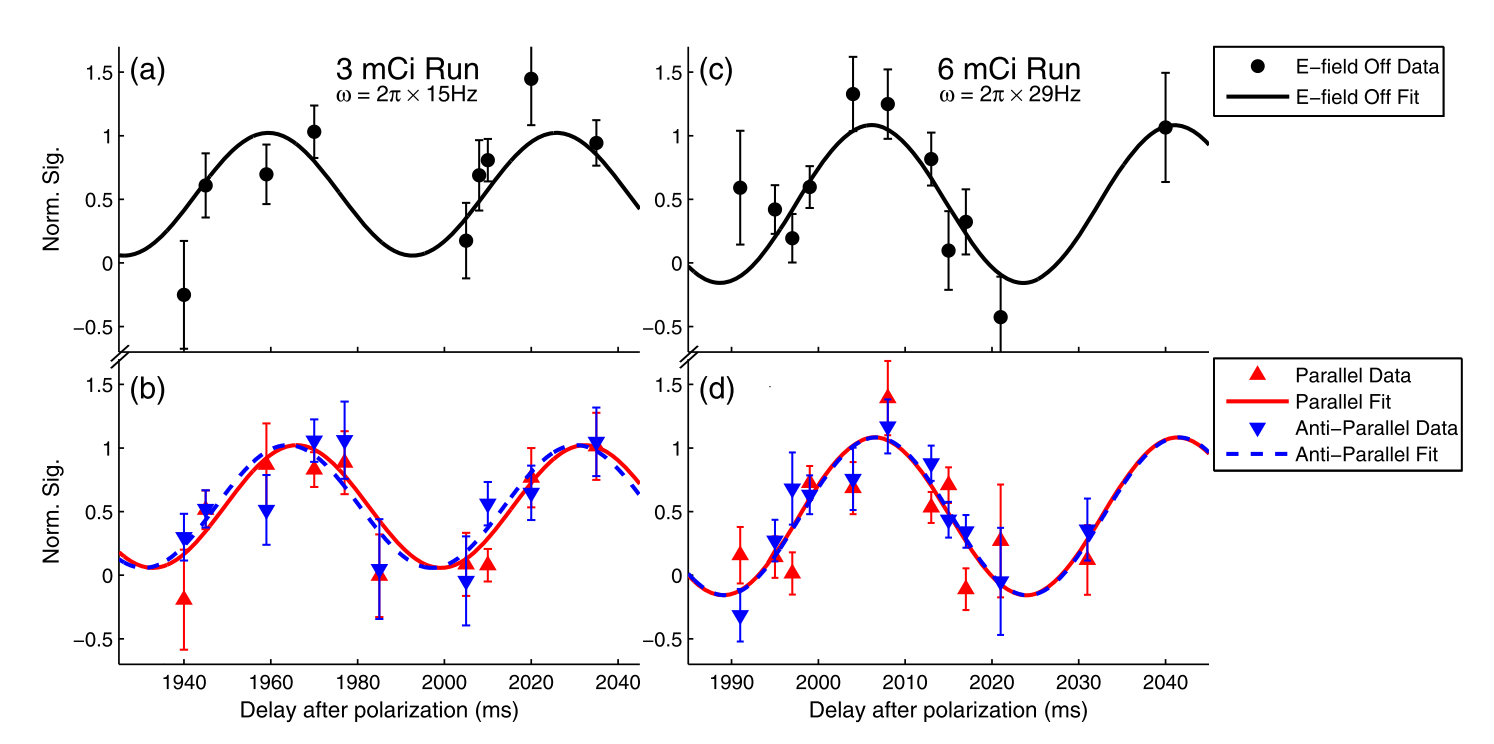 (a)
3 mCi Run
ω = 2π × 15Hz
1.5
1
0.5
0
−0.5
Norm. Sig.
(c)
6 mCi Run
ω = 2π × 29Hz
1.5
1
0.5
0
−0.5
E−field Off Data
E−field Off Fit
(b)
1.5
1
0.5
0
−0.5
Norm. Sig.
1940 1960 1980 2000 2020 2040
Delay after polarization (ms)
(d)
1.5
1
0.5
0
−0.5
1990 2000 2010 2020 2030 2040
Delay after polarization (ms)
Parallel Data
Parallel Fit
Anti−Parallel Data
Anti−Parallel Fit